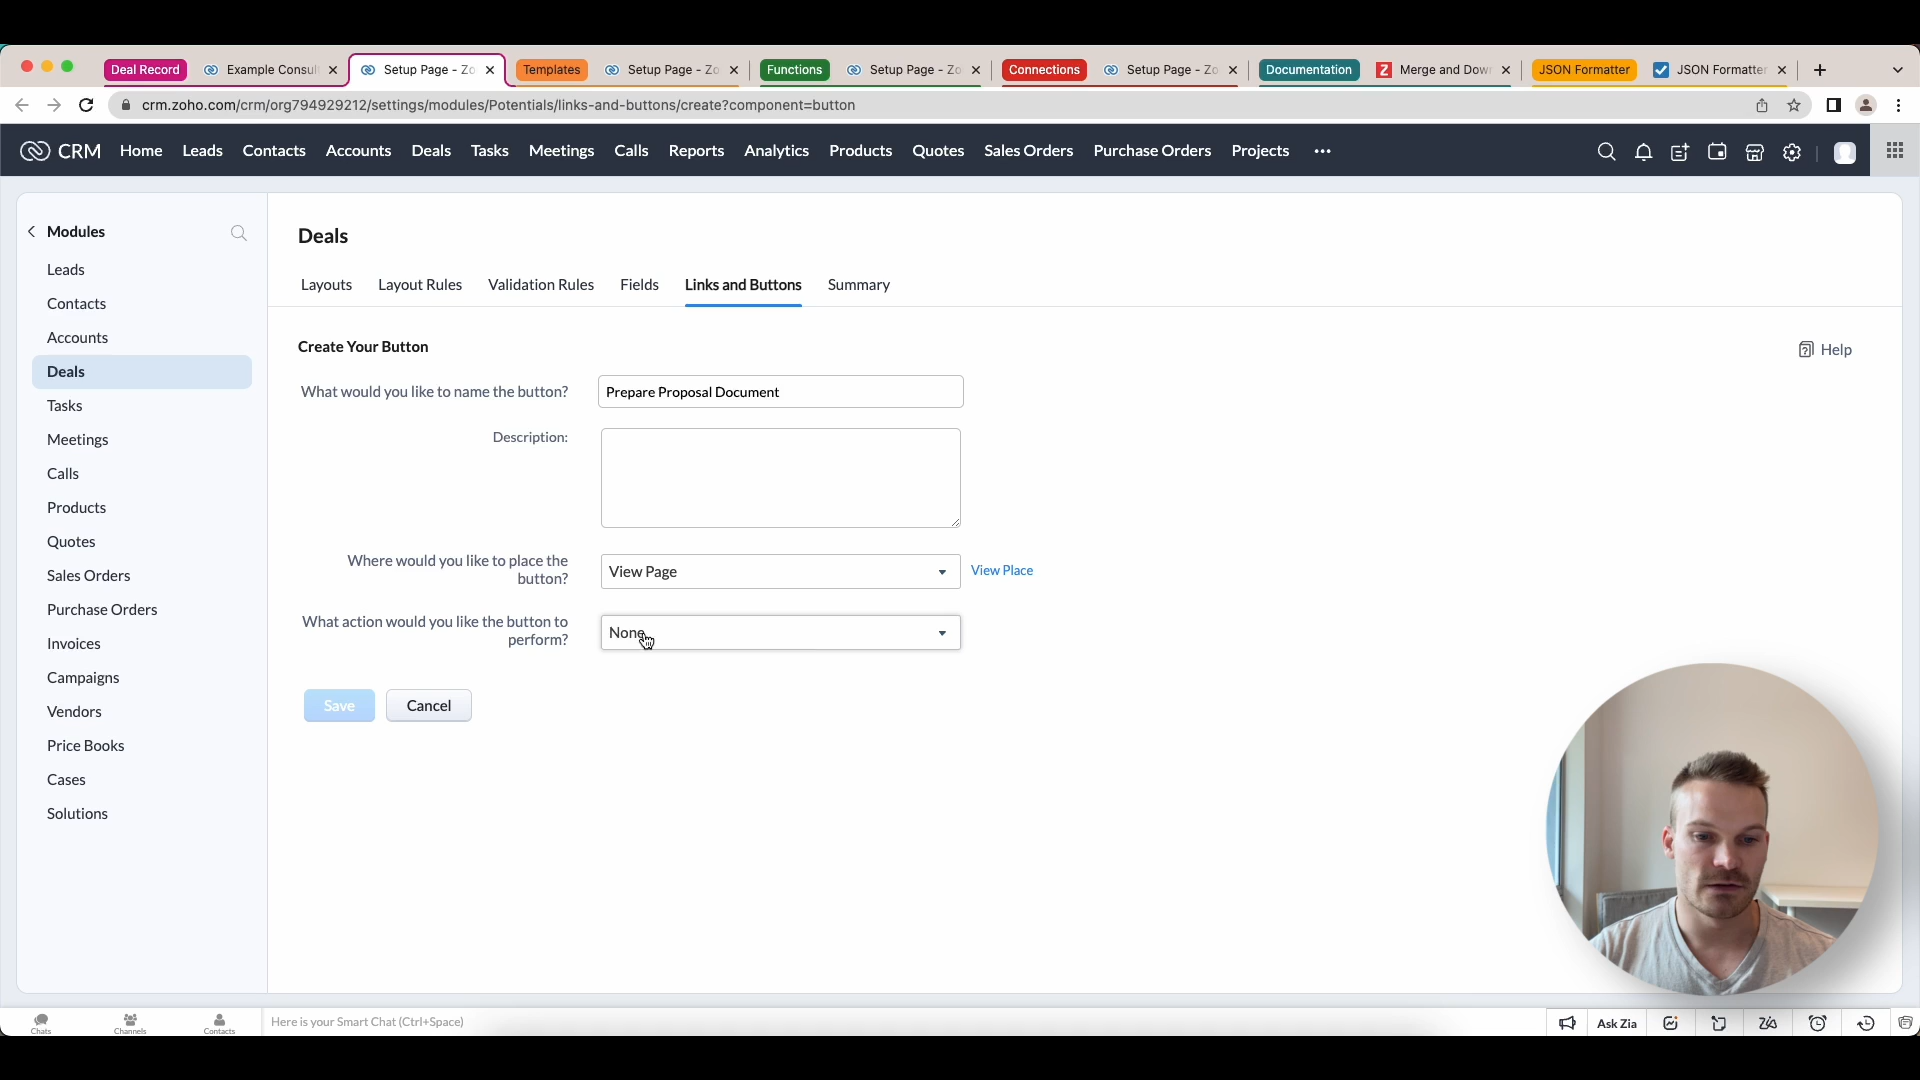 Deal Record
Example Consul
Setup Page - Zo
Templates
Setup Page - Zo
Functions
Setup Page - Zo
Connections
Setup Page - Zo
Documentation
Z
Merge and Dow
JSON Formatter
JSON Formatter
crm.zoho.com/crm/org794929212/settings/modules/Potentials/links-and-buttons/create?component=button
CRM Home Leads Contacts Accounts Deals Tasks Meetings Calls Reports Analytics Products Quotes Sales Orders Purchase Orders Projects
Modules
Leads
Contacts
Accounts
Deals
Tasks
Meetings
Calls
Products
Quotes
Sales Orders
Purchase Orders
Invoices
Campaigns
Vendors
Price Books
Cases
Solutions
Deals
Layouts Layout Rules Validation Rules Fields Links and Buttons Summary
Create Your Button
Help
What would you like to name the button?
Prepare Proposal Document
Description:
Where would you like to place the
button?
View Page
View Place
What action would you like the button to
perform?
None
Save
Cancel
Chats
Channels
Contacts
Here is your Smart Chat (Ctrl+Space)
Ask Zia